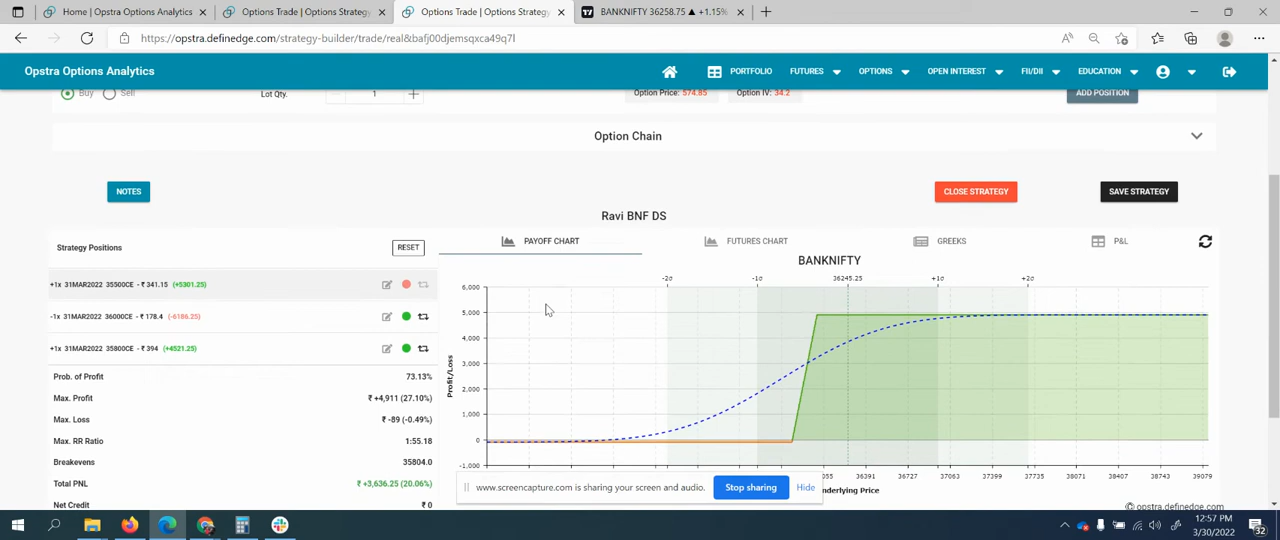 Home | Opstra Options Analytics
Options Trade | Options Strategy
Options Trade | Options Strategy
BANKNIFTY 36258.75 ▲ +1.15%
https://opstra.definedge.com/strategy-builder/trade/real&bafj00djemsqxca49q7l
Opstra Options Analytics
PORTFOLIO
FUTURES
OPTIONS
OPEN INTEREST
FII/DII
EDUCATION
Buy
Sell
Lot Qty.
1
Option Price: 574.85
Option IV: 34.2
ADD POSITION
Option Chain
NOTES
CLOSE STRATEGY
SAVE STRATEGY
Ravi BNF DS
Strategy Positions
RESET
PAYOFF CHART
FUTURES CHART
GREEKS
P&L
BANKNIFTY
+1x 31MAR2022 35500CE - ₹ 341.15 (+5301.25)
-1x 31MAR2022 36000CE - ₹ 178.4 (-6186.25)
+1x 31MAR2022 35800CE - ₹ 394 (+4521.25)
Prob. of Profit 73.13%
Max. Profit ₹ +4,911 (27.10%)
Max. Loss ₹ -89 (-0.49%)
Max. RR Ratio 1:55.18
Breakevens 35804.0
Total PNL ₹ +3,636.25 (20.06%)
Net Credit ₹ 0
-2σ -1σ 36245.25 +1σ +2σ
6,000
5,000
4,000
3,000
2,000
1,000
0
-1,000
Profit/Loss
36391 36727 37063 37399 37735 38071 38407 38743 39079
Underlying Price
© opstra.definedge.com
www.screencapture.com is sharing your screen and audio.
Stop sharing
Hide
12:57 PM
3/30/2022
32